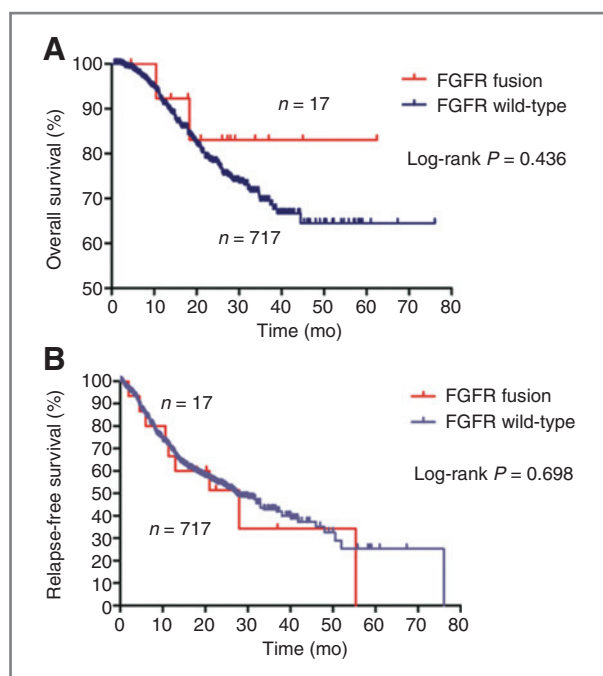 A
Overall survival (%)
100
90
80
70
60
50
0 10 20 30 40 50 60 70 80
Time (mo)
n = 17
n = 717
FGFR fusion
FGFR wild-type
Log-rank P = 0.436
B
Relapse-free survival (%)
100
90
80
70
60
50
40
30
20
10
0
0 10 20 30 40 50 60 70 80
Time (mo)
n = 17
n = 717
FGFR fusion
FGFR wild-type
Log-rank P = 0.698